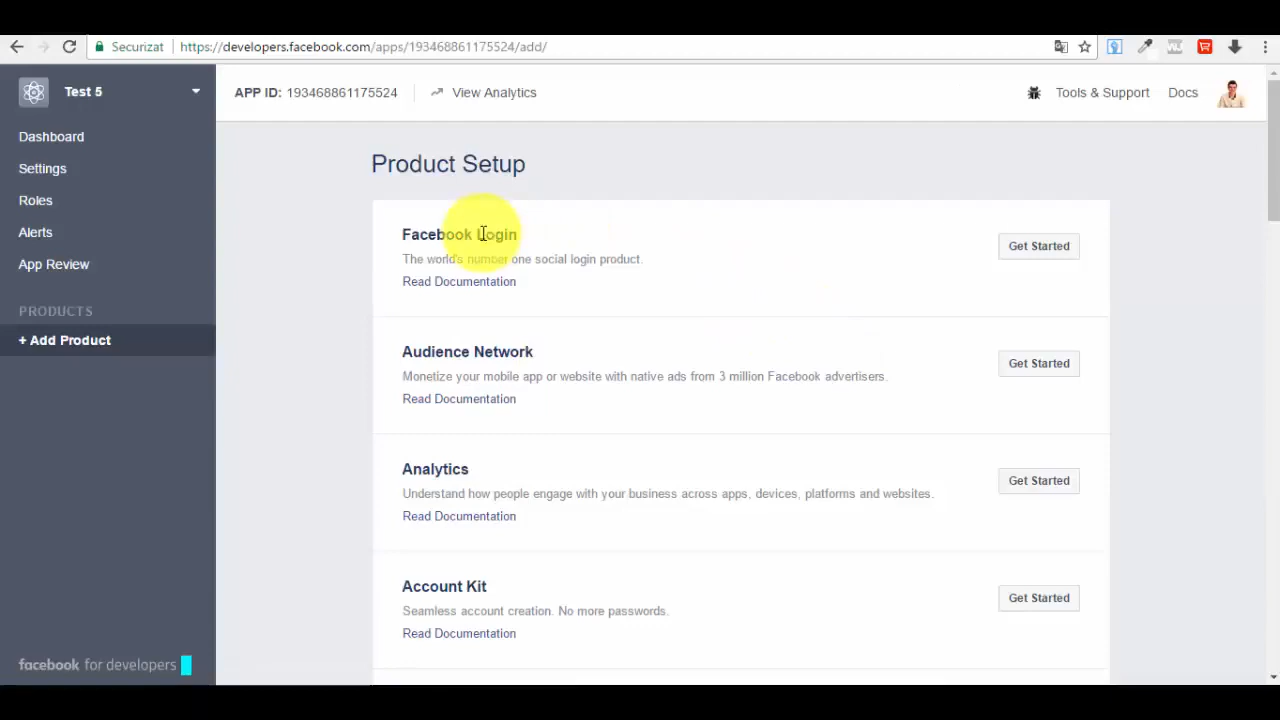 Securizat
https://developers.facebook.com/apps/193468861175524/add/
Test 5
APP ID: 193468861175524
View Analytics
Tools & Support
Docs
Dashboard
Settings
Roles
Alerts
App Review
PRODUCTS
+ Add Product
facebook for developers
Product Setup
Facebook Login
The world's number one social login product.
Read Documentation
Get Started
Audience Network
Monetize your mobile app or website with native ads from 3 million Facebook advertisers.
Read Documentation
Get Started
Analytics
Understand how people engage with your business across apps, devices, platforms and websites.
Read Documentation
Get Started
Account Kit
Seamless account creation. No more passwords.
Read Documentation
Get Started